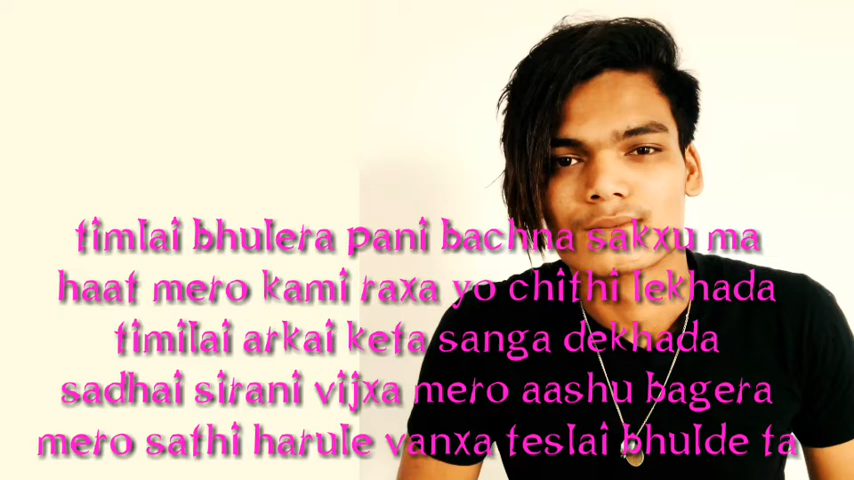 timlai bhulera pani bachna sakxu ma
haat mero kami raxa yo chithi lekhada
timilai arkai keta sanga dekhada
sadhai sirani vijxa mero aashu bagera
mero sathi harule vanxa teslai bhulde ta